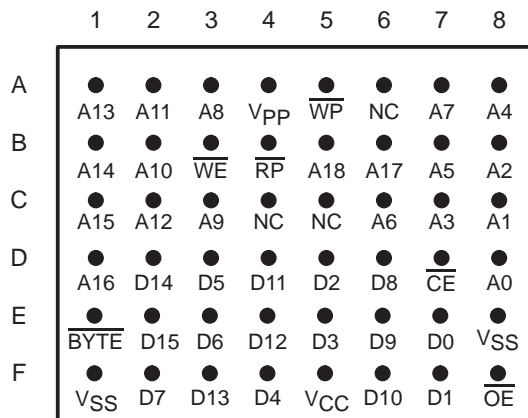 1 2 3 4 5 6 7 8
A
A13 A11 A8 VPP WP NC A7 A4
B
A14 A10 WE RP A18 A17 A5 A2
C
A15 A12 A9 NC NC A6 A3 A1
D
A16 D14 D5 D11 D2 D8 CE A0
E
BYTE D15 D6 D12 D3 D9 D0 VSS
F
VSS D7 D13 D4 VCC D10 D1 OE